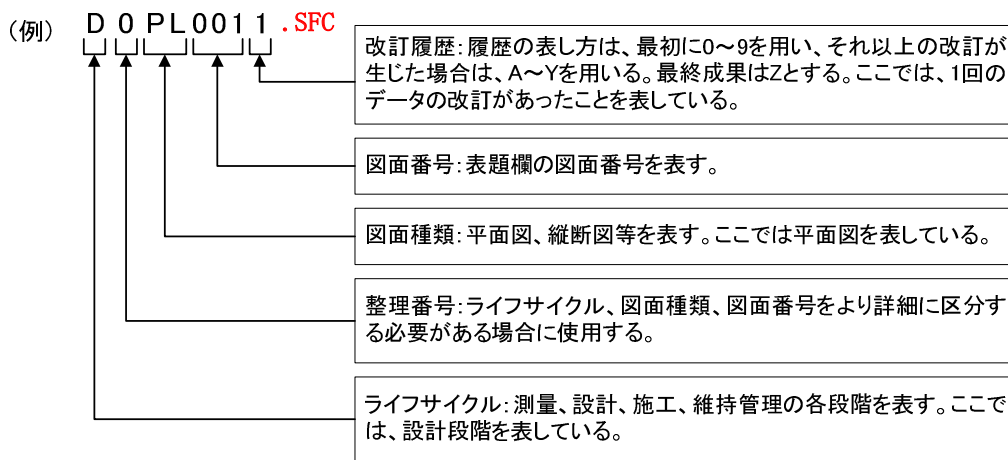 (例) D 0 PL 001 1 .SFC
改訂履歴:履歴の表し方は、最初に0～9を用い、それ以上の改訂が
生じた場合は、A～Yを用いる。最終成果はZとする。ここでは、1回の
データの改訂があったことを表している。
図面番号:表題欄の図面番号を表す。
図面種類:平面図、縦断図等を表す。ここでは平面図を表している。
整理番号:ライフサイクル、図面種類、図面番号をより詳細に区分す
る必要がある場合に使用する。
ライフサイクル:測量、設計、施工、維持管理の各段階を表す。ここで
は、設計段階を表している。